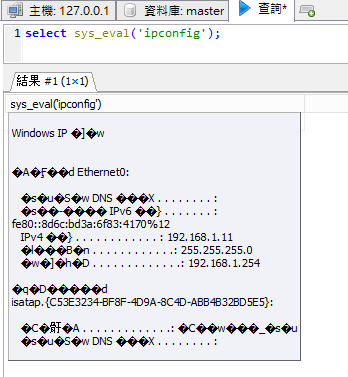 主機: 127.0.0.1
資料庫: master
查詢*
1 select sys_eval('ipconfig');
結果 #1 (1×1)
sys_eval('ipconfig')
Windows IP �]�w
�A�Ƒ��d Ethernet0:
�s�u�S�w DNS ���X . . . . . . . . :
�s��-���� IPv6 ��} . . . . . . . :
fe80::8d6c:bd3a:6f83:4170%12
IPv4 ��} . . . . . . . . . . . . . : 192.168.1.11
�l���B�n . . . . . . . . . . . . : 255.255.255.0
�w�]�h�D . . . . . . . . . . . . . : 192.168.1.254
�q�D�����d
isatap.{C53E3234-BF8F-4D9A-8C4D-ABB4B32BD5E5}:
�C�骬�A . . . . . . . . . . . . . : �C��w���_�s�u
�s�u�S�w DNS ���X . . . . . . . . :